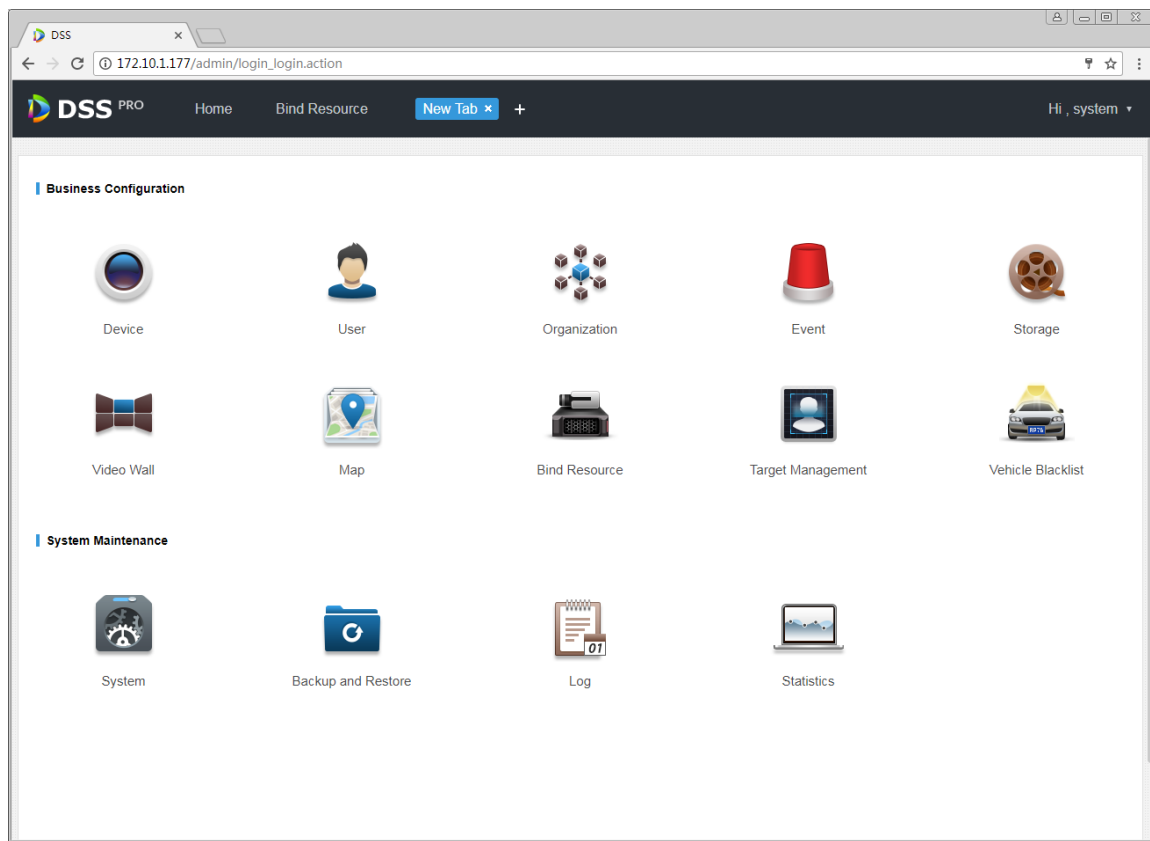 DSS
172.10.1.177/admin/login_login.action
DSS PRO Home Bind Resource New Tab × + Hi , system
Business Configuration
Device User Organization Event Storage
Video Wall Map Bind Resource Target Management Vehicle Blacklist
System Maintenance
01
System Backup and Restore Log Statistics